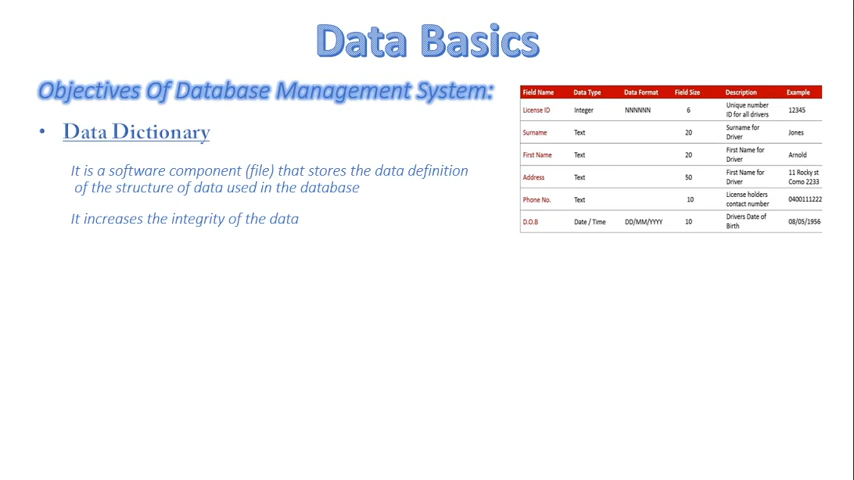 Data Basics
Objectives Of Database Management System:
• Data Dictionary
It is a software component (file) that stores the data definition
of the structure of data used in the database
It increases the integrity of the data
Field Name Data Type Data Format Field Size Description Example
License ID Integer NNNNNN 6 Unique number ID for all drivers 12345
Surname Text 20 Surname for Driver Jones
First Name Text 20 First Name for Driver Arnold
Address Text 50 First Name for Driver 11 Rocky st Como 2233
Phone No. Text 10 License holders contact number 0400111222
D.O.B Date / Time DD/MM/YYYY 10 Drivers Date of Birth 08/05/1956